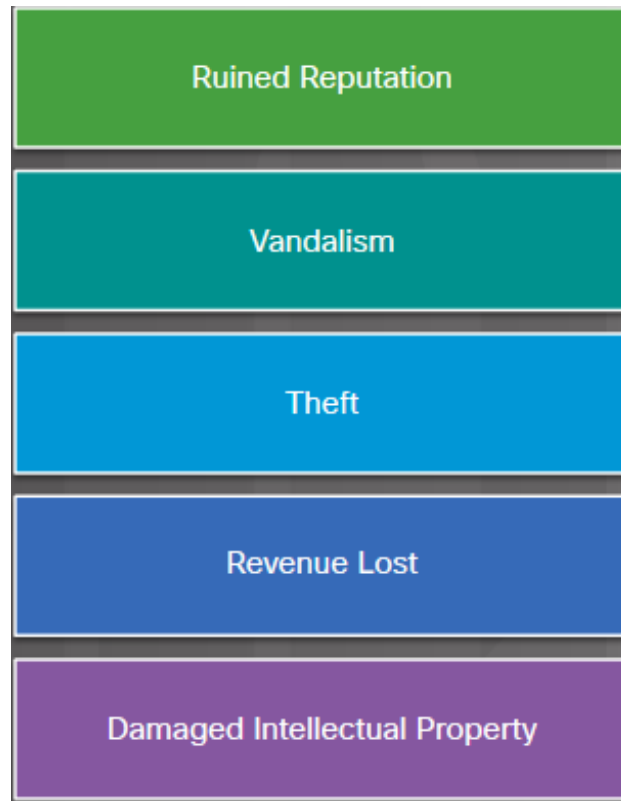 Ruined Reputation
Vandalism
Theft
Revenue Lost
Damaged Intellectual Property